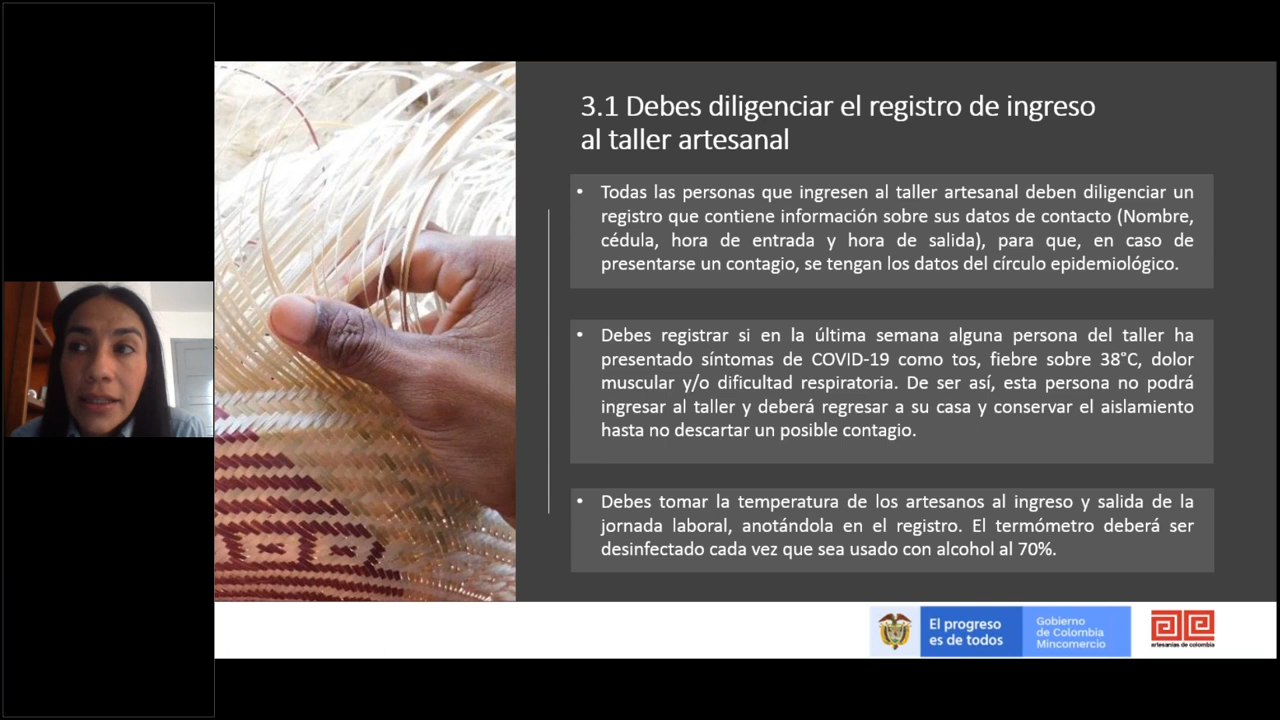 3.1 Debes diligenciar el registro de ingreso
al taller artesanal
• Todas las personas que ingresen al taller artesanal deben diligenciar un
registro que contiene información sobre sus datos de contacto (Nombre,
cédula, hora de entrada y hora de salida), para que, en caso de
presentarse un contagio, se tengan los datos del círculo epidemiológico.
• Debes registrar si en la última semana alguna persona del taller ha
presentado síntomas de COVID-19 como tos, fiebre sobre 38°C, dolor
muscular y/o dificultad respiratoria. De ser así, esta persona no podrá
ingresar al taller y deberá regresar a su casa y conservar el aislamiento
hasta no descartar un posible contagio.
• Debes tomar la temperatura de los artesanos al ingreso y salida de la
jornada laboral, anotándola en el registro. El termómetro deberá ser
desinfectado cada vez que sea usado con alcohol al 70%.
El progreso
es de todos
Gobierno
de Colombia
Mincomercio
artesanías de colombia